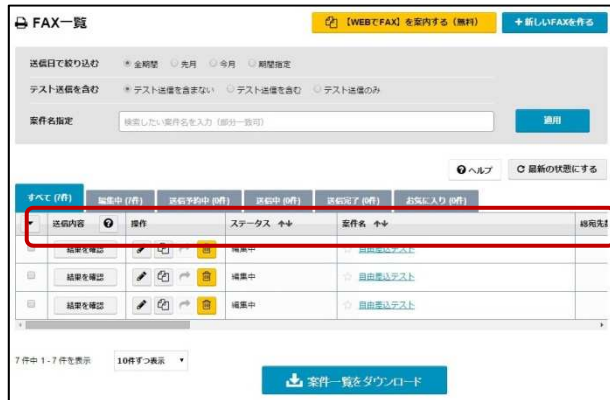 FAX一覧
【WEBでFAX】を案内する（無料）
+新しいFAXを作る
送信日で絞り込む 全期間 先月 今月 期間指定
テスト送信を含む テスト送信を含まない テスト送信を含む テスト送信のみ
案件名指定 検索したい案件名を入力（部分一致可） 適用
ヘルプ 最新の状態にする
すべて (7件) 編集中 (7件) 送信予約中 (0件) 送信中 (0件) 送信完了 (0件) お気に入り (0件)
送信内容 操作 ステータス 案件名 総宛先数
結果を確認 編集中 自由差込テスト
結果を確認 編集中 自由差込テスト
結果を確認 編集中 自由差込テスト
7 件中 1 - 7 件を表示 10件ずつ表示
案件一覧をダウンロード